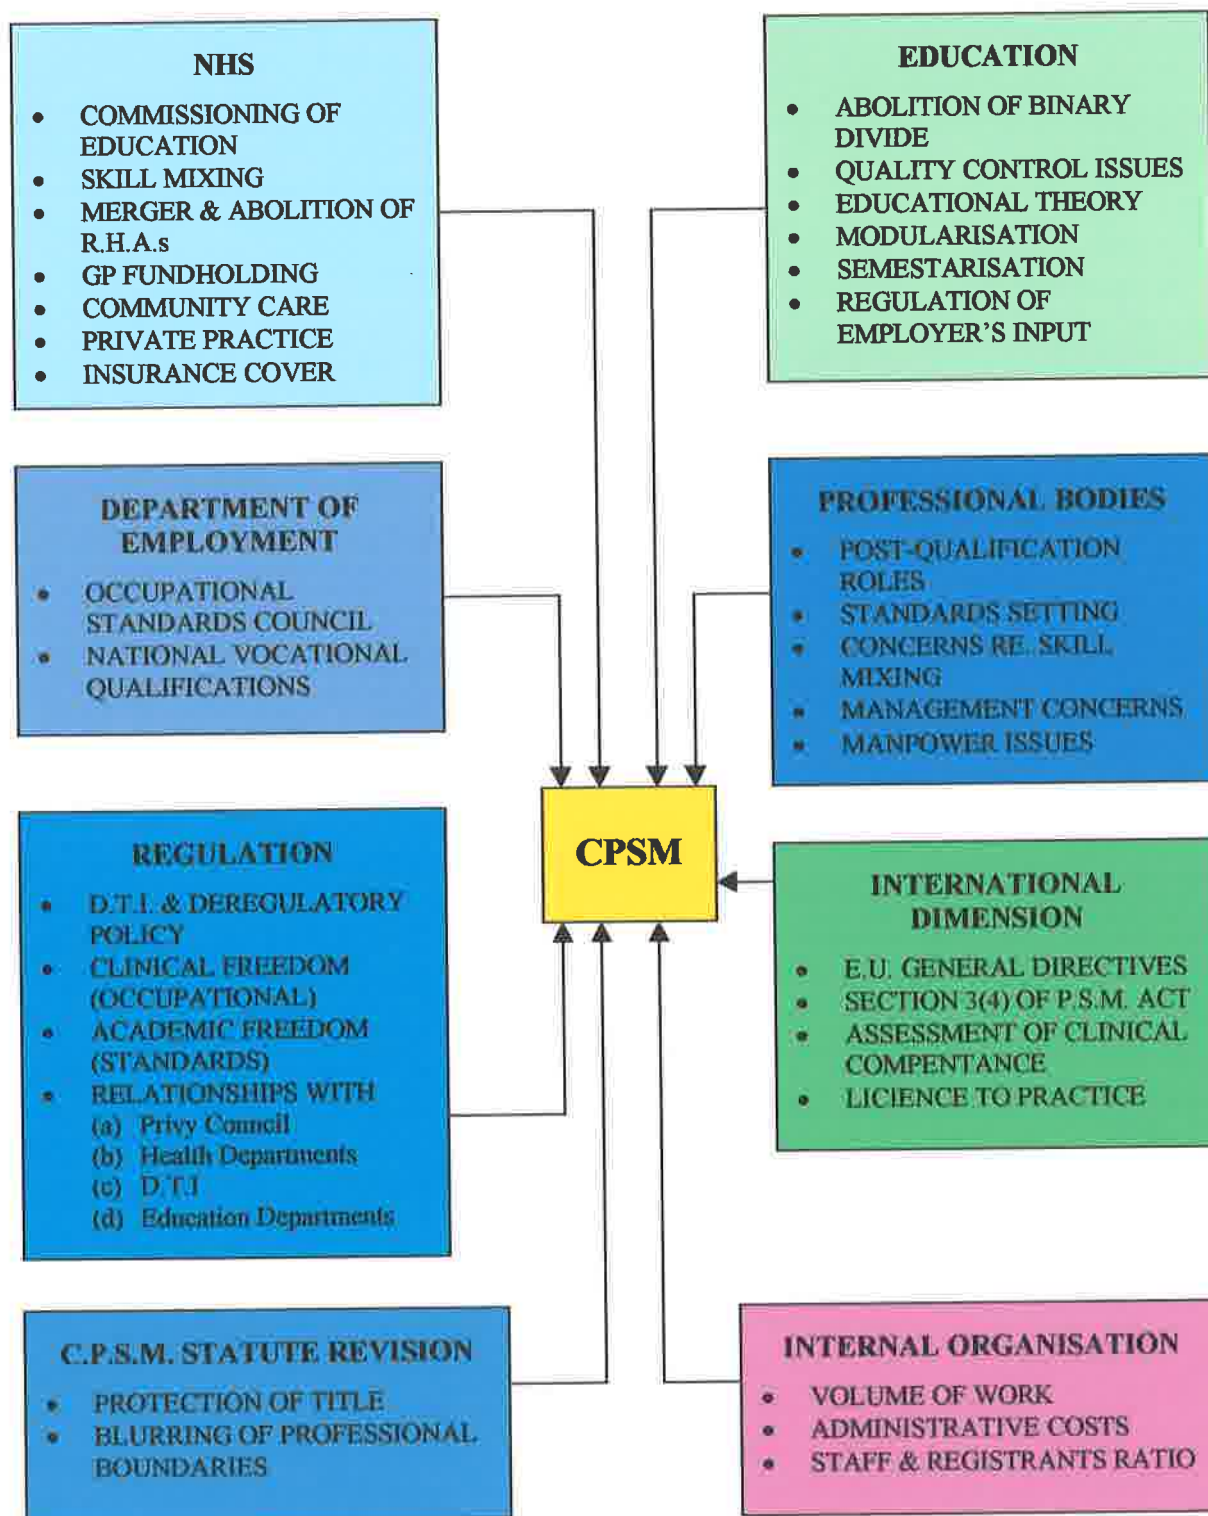 NHS
• COMMISSIONING OF
EDUCATION
• SKILL MIXING
• MERGER & ABOLITION OF
R.H.A.s
• GP FUNDHOLDING
• COMMUNITY CARE
• PRIVATE PRACTICE
• INSURANCE COVER
EDUCATION
• ABOLITION OF BINARY
DIVIDE
• QUALITY CONTROL ISSUES
• EDUCATIONAL THEORY
• MODULARISATION
• SEMESTARISATION
• REGULATION OF
EMPLOYER'S INPUT
DEPARTMENT OF
EMPLOYMENT
• OCCUPATIONAL
STANDARDS COUNCIL
• NATIONAL VOCATIONAL
QUALIFICATIONS
PROFESSIONAL BODIES
• POST-QUALIFICATION
ROLES
• STANDARDS SETTING
• CONCERNS RE. SKILL
MIXING
• MANAGEMENT CONCERNS
• MANPOWER ISSUES
CPSM
REGULATION
• D.T.I. & DEREGULATORY
POLICY
• CLINICAL FREEDOM
(OCCUPATIONAL)
• ACADEMIC FREEDOM
(STANDARDS)
• RELATIONSHIPS WITH
(a) Privy Council
(b) Health Departments
(c) D.T.I
(d) Education Departments
INTERNATIONAL
DIMENSION
• E.U. GENERAL DIRECTIVES
• SECTION 3(4) OF P.S.M. ACT
• ASSESSMENT OF CLINICAL
COMPENTANCE
• LICIENCE TO PRACTICE
C.P.S.M. STATUTE REVISION
• PROTECTION OF TITLE
• BLURRING OF PROFESSIONAL
BOUNDARIES
INTERNAL ORGANISATION
• VOLUME OF WORK
• ADMINISTRATIVE COSTS
• STAFF & REGISTRANTS RATIO